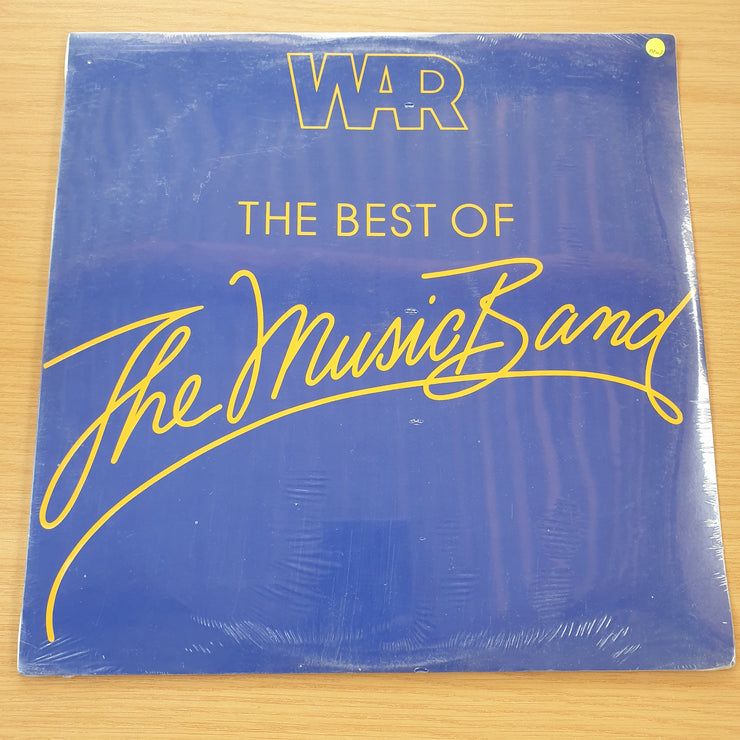 WAR
THE BEST OF
The Music Band